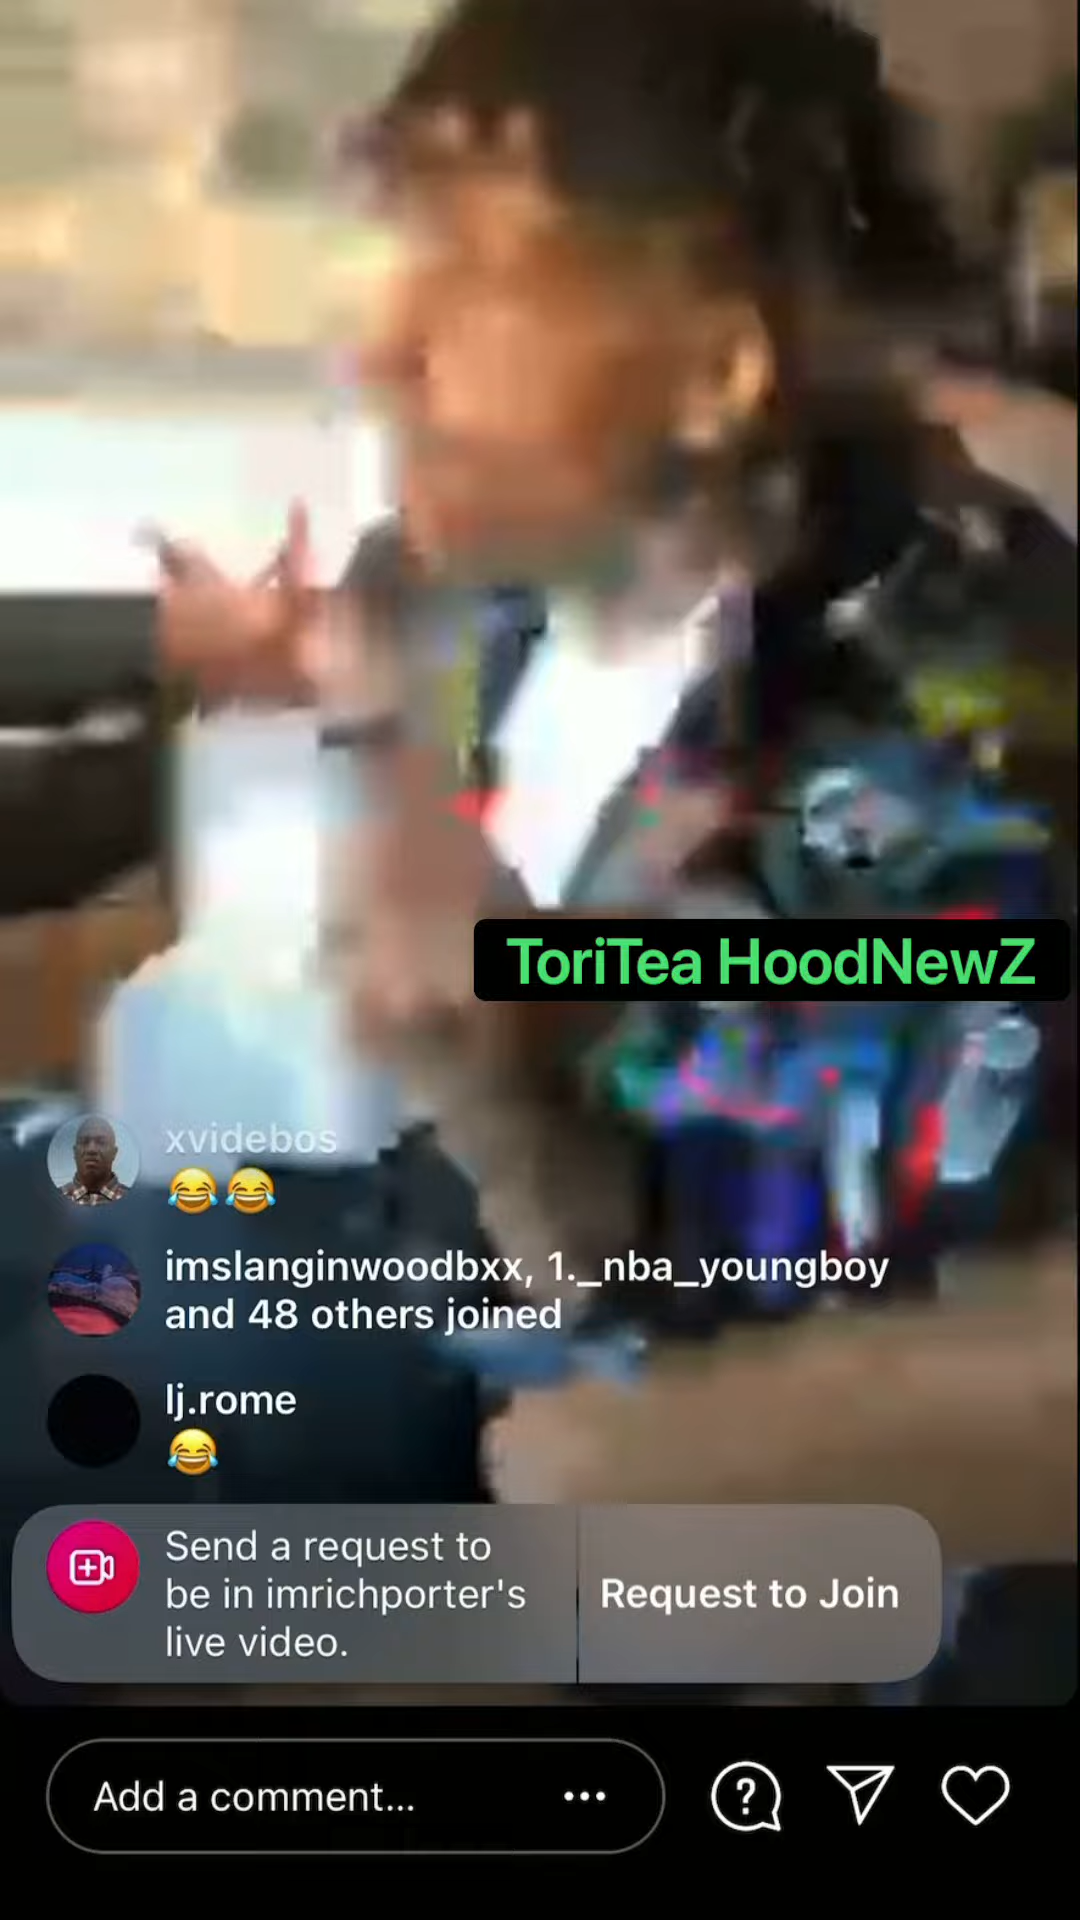 ToriTea HoodNewZ
xvidebos
😂😂
imslanginwoodbxx, 1._nba_youngboy
and 48 others joined
lj.rome
😂
Send a request to
be in imrichporter's
live video.
Request to Join
Add a comment...